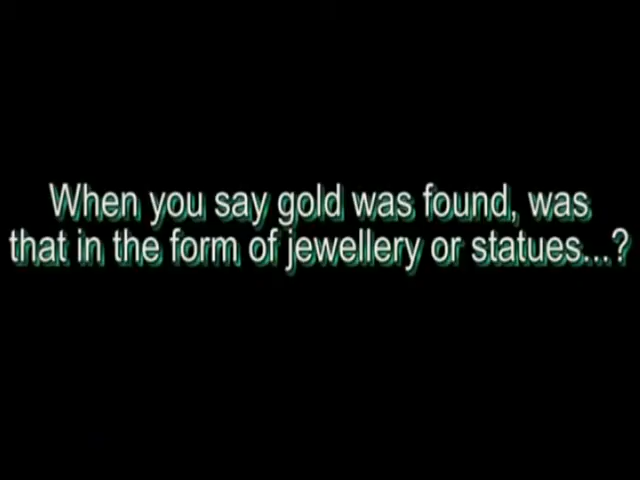 When you say gold was found, was
that in the form of jewellery or statues...?